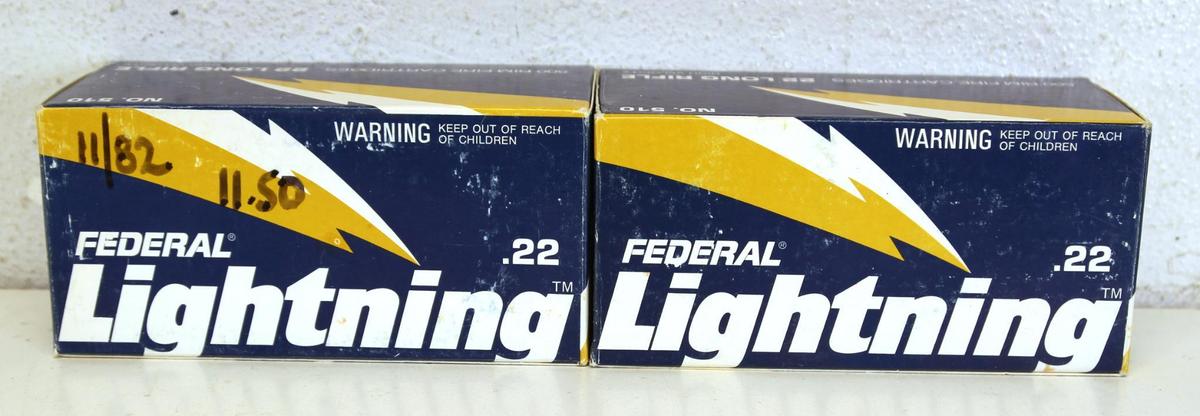 22 LONG RIFLE
NO. 510
WARNING KEEP OUT OF REACH
OF CHILDREN
11/82.
11.50
FEDERAL®
.22
Lightning™
22 LONG RIFLE
NO. 510
WARNING KEEP OUT OF REACH
OF CHILDREN
FEDERAL®
.22
Lightning™